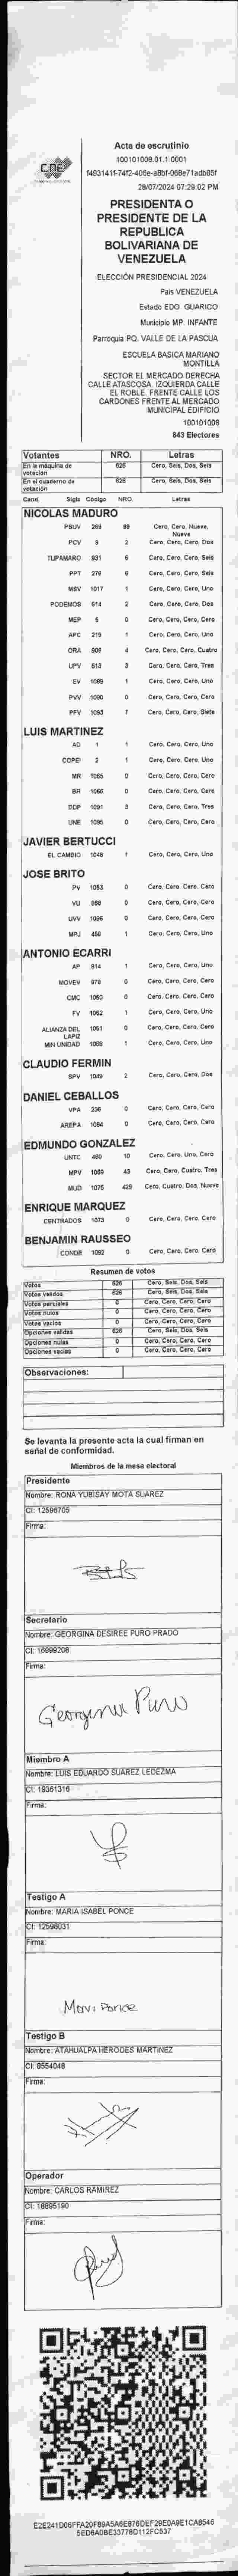 cne
Acta de escrutinio
100101008.01.1.0001
28/07/2024 07:29:02 PM
PRESIDENTA O
PRESIDENTE DE LA
REPUBLICA
BOLIVARIANA DE
VENEZUELA
ELECCIÓN PRESIDENCIAL 2024
País VENEZUELA
Estado EDO. GUARICO
Municipio MP. INFANTE
Parroquia PQ. VALLE DE LA PASCUA
ESCUELA BASICA MARIANO
MONTILLA
SECTOR EL MERCADO DERECHA
CALLE ATASCOSA. IZQUIERDA CALLE
EL ROBLE. FRENTE CALLE LOS
CARDONES FRENTE AL MERCADO
MUNICIPAL EDIFICIO
100101008
843 Electores
Votantes NRO. Letras
En la máquina de votación 626 Cero, Seis, Dos, Seis
En el cuaderno de votación 626 Cero, Seis, Dos, Seis
Cand. Sigla Código NRO. Letras
NICOLAS MADURO
PSUV 269 99 Cero, Cero, Nueve, Nueve
PCV 9 2 Cero, Cero, Cero, Dos
TUPAMARO 931 6 Cero, Cero, Cero, Seis
PPT 276 6 Cero, Cero, Cero, Seis
MSV 1017 1 Cero, Cero, Cero, Uno
PODEMOS 514 2 Cero, Cero, Cero, Dos
MEP 6 0 Cero, Cero, Cero, Cero
APC 219 1 Cero, Cero, Cero, Uno
ORA 906 4 Cero, Cero, Cero, Cuatro
UPV 513 3 Cero, Cero, Cero, Tres
EV 1089 1 Cero, Cero, Cero, Uno
PVV 1090 0 Cero, Cero, Cero, Cero
PFV 1093 7 Cero, Cero, Cero, Siete
LUIS MARTINEZ
AD 1 1 Cero, Cero, Cero, Uno
COPEI 2 1 Cero, Cero, Cero, Uno
MR 1065 0 Cero, Cero, Cero, Cero
BR 1066 0 Cero, Cero, Cero, Cero
DDP 1091 3 Cero, Cero, Cero, Tres
UNE 1095 0 Cero, Cero, Cero, Cero
JAVIER BERTUCCI
EL CAMBIO 1048 1 Cero, Cero, Cero, Uno
JOSE BRITO
PV 1053 0 Cero, Cero, Cero, Cero
VU 968 0 Cero, Cero, Cero, Cero
UVV 1096 0 Cero, Cero, Cero, Cero
MPJ 450 1 Cero, Cero, Cero, Uno
ANTONIO ECARRI
AP 914 1 Cero, Cero, Cero, Uno
MOVEV 978 0 Cero, Cero, Cero, Cero
CMC 1050 0 Cero, Cero, Cero, Cero
FV 1052 1 Cero, Cero, Cero, Uno
ALIANZA DEL LAPIZ 1051 0 Cero, Cero, Cero, Cero
MIN UNIDAD 1088 1 Cero, Cero, Cero, Uno
CLAUDIO FERMIN
SPV 1049 2 Cero, Cero, Cero, Dos
DANIEL CEBALLOS
VPA 236 0 Cero, Cero, Cero, Cero
AREPA 1094 0 Cero, Cero, Cero, Cero
EDMUNDO GONZALEZ
UNTC 460 10 Cero, Cero, Uno, Cero
MPV 1069 43 Cero, Cero, Cuatro, Tres
MUD 1075 429 Cero, Cuatro, Dos, Nueve
ENRIQUE MARQUEZ
CENTRADOS 1073 0 Cero, Cero, Cero, Cero
BENJAMIN RAUSSEO
CONDE 1092 0 Cero, Cero, Cero, Cero
Resumen de votos
Votos 626 Cero, Seis, Dos, Seis
Votos válidos 626 Cero, Seis, Dos, Seis
Votos parciales 0 Cero, Cero, Cero, Cero
Votos nulos 0 Cero, Cero, Cero, Cero
Votos vacíos 0 Cero, Cero, Cero, Cero
Opciones válidas 626 Cero, Seis, Dos, Seis
Opciones nulas 0 Cero, Cero, Cero, Cero
Opciones vacías 0 Cero, Cero, Cero, Cero
Observaciones:
Se levanta la presente acta la cual firman en
señal de conformidad.
Miembros de la mesa electoral
Presidente
Nombre: RONA YUBISAY MOTA SUAREZ
CI: 12596705
Firma:
Secretario
Nombre: GEORGINA DESIREE PURO PRADO
CI: 16999208
Firma:
Georgina Puro
Miembro A
Nombre: LUIS EDUARDO SUAREZ LEDEZMA
CI: 19361316
Firma:
Testigo A
Nombre: MARIA ISABEL PONCE
CI: 12596031
Firma:
Ponce
Testigo B
Nombre: ATAHUALPA HERODES MARTINEZ
CI: 8554048
Firma:
Operador
Nombre: CARLOS RAMIREZ
CI: 18895190
Firma: